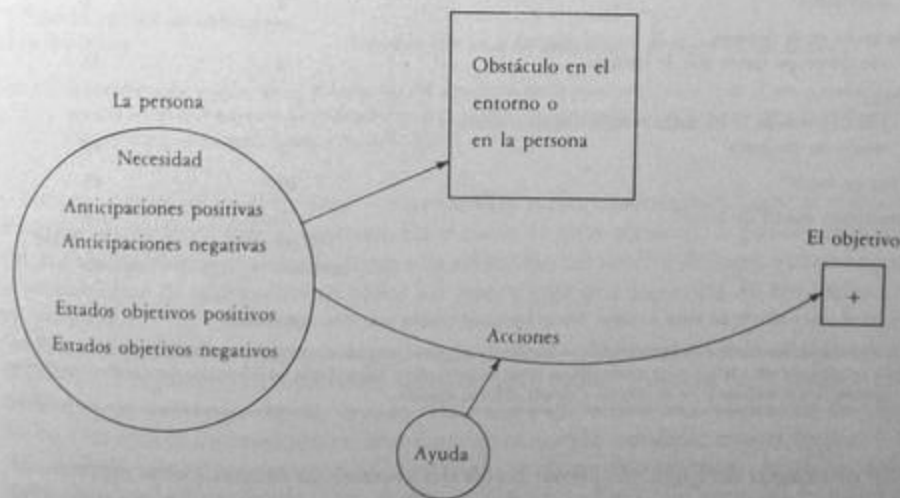 La persona
Necesidad
Anticipaciones positivas
Anticipaciones negativas
Estados objetivos positivos
Estados objetivos negativos
Obstáculo en el
entorno o
en la persona
El objetivo
+
Acciones
Ayuda